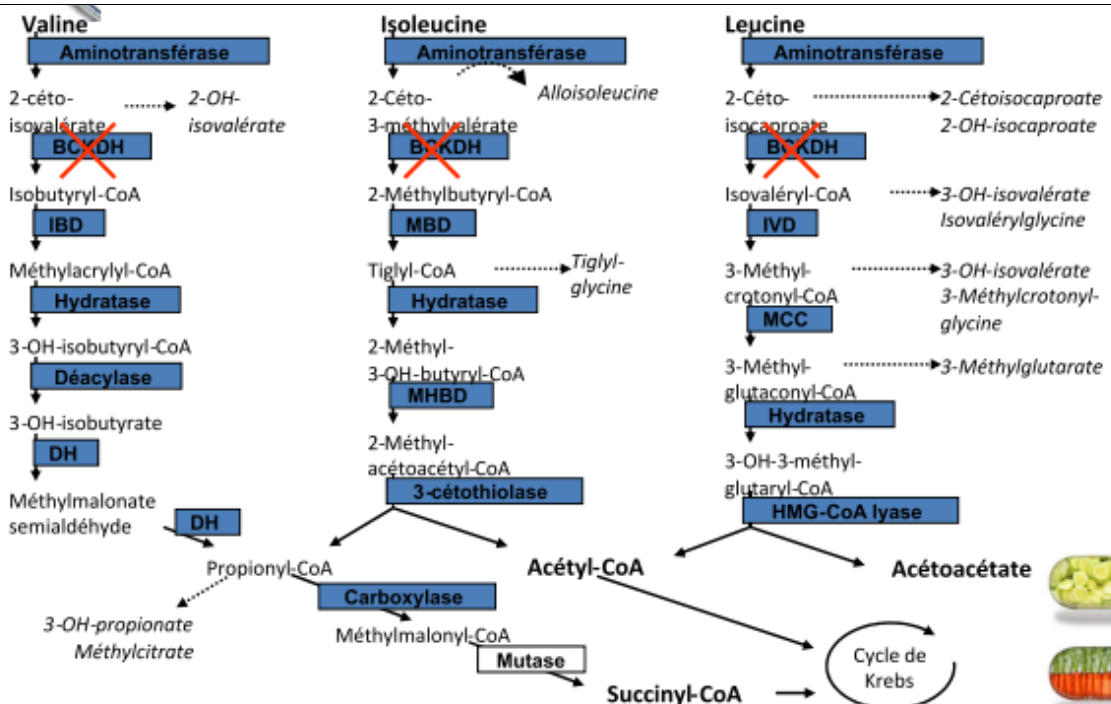 Valine
Aminotransférase
2-céto-
isovalérate
2-OH-
isovalérate
BCKDH
Isobutyryl-CoA
IBD
Méthylacrylyl-CoA
Hydratase
3-OH-isobutyryl-CoA
Déacylase
3-OH-isobutyrate
DH
Méthylmalonate
semialdéhyde
DH
Isoleucine
Aminotransférase
Alloisoleucine
2-Céto-
3-méthylvalérate
BCKDH
2-Méthylbutyryl-CoA
MBD
Tiglyl-CoA
Tiglyl-
glycine
Hydratase
2-Méthyl-
3-OH-butyryl-CoA
MHBD
2-Méthyl-
acétoacétyl-CoA
3-cétothiolase
Leucine
Aminotransférase
2-Céto-
isocaproate
2-Cétoisocaproate
2-OH-isocaproate
BCKDH
Isovaléryl-CoA
3-OH-isovalérate
Isovalérylglycine
IVD
3-Méthyl-
crotonyl-CoA
3-OH-isovalérate
3-Méthylcrotonyl-
glycine
MCC
3-Méthyl-
glutaconyl-CoA
3-Méthylglutarate
Hydratase
3-OH-3-méthyl-
glutaryl-CoA
HMG-CoA lyase
Propionyl-CoA
Acétyl-CoA
Acétoacétate
3-OH-propionate
Méthylcitrate
Carboxylase
Méthylmalonyl-CoA
Mutase
Succinyl-CoA
Cycle de
Krebs